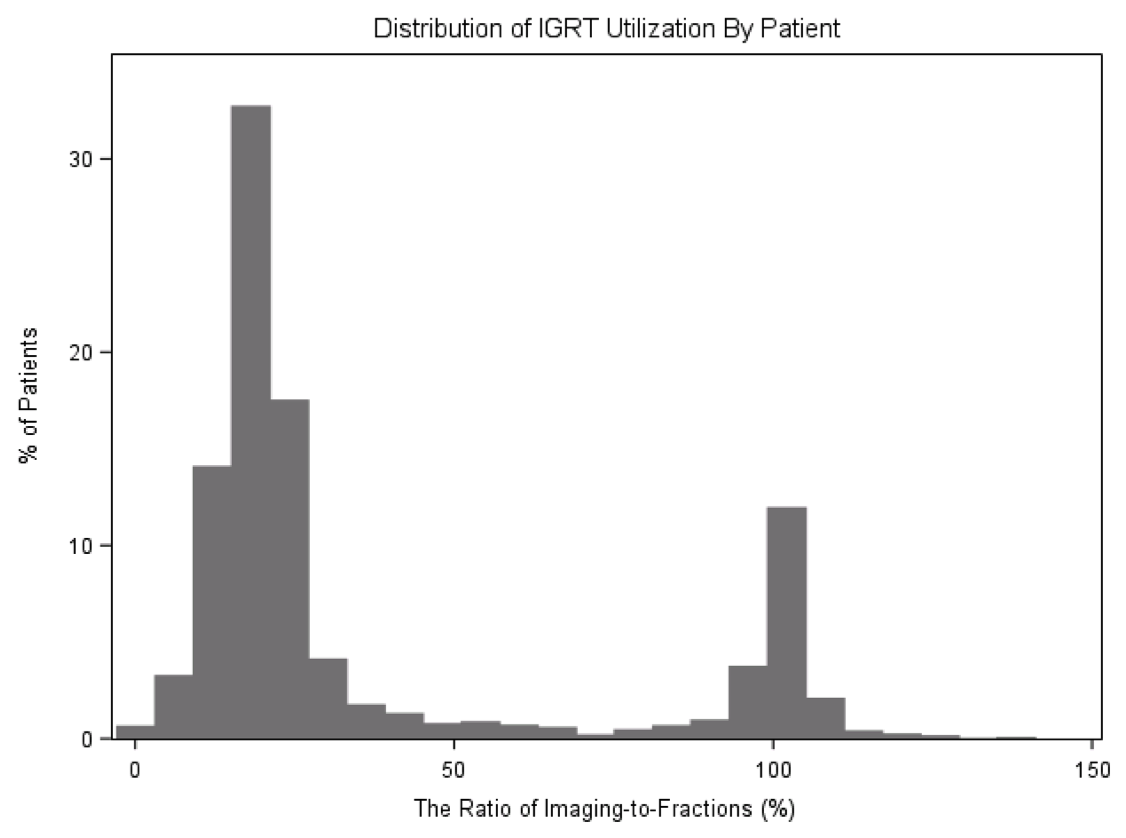 Distribution of IGRT Utilization By Patient
30
20
10
0
% of Patients
0 50 100 150
The Ratio of Imaging-to-Fractions (%)